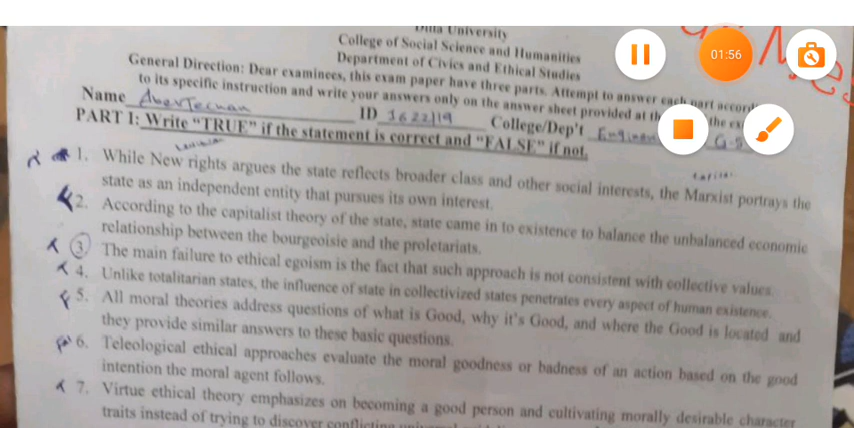 Dilla University
College of Social Science and Humanities
Department of Civics and Ethical Studies
General Direction: Dear examinees, this exam paper have three parts. Attempt to answer each part accord
to its specific instruction and write your answers only on the answer sheet provided at th the ex
Name ID 1622/19 College/Dep't
PART I: Write "TRUE" if the statement is correct and "FALSE" if not.
1. While New rights argues the state reflects broader class and other social interests, the Marxist portrays the
state as an independent entity that pursues its own interest.
2. According to the capitalist theory of the state, state came in to existence to balance the unbalanced economic
relationship between the bourgeoisie and the proletariats.
3. The main failure to ethical egoism is the fact that such approach is not consistent with collective values.
4. Unlike totalitarian states, the influence of state in collectivized states penetrates every aspect of human existence.
5. All moral theories address questions of what is Good, why it's Good, and where the Good is located and
they provide similar answers to these basic questions.
6. Teleological ethical approaches evaluate the moral goodness or badness of an action based on the good
intention the moral agent follows.
7. Virtue ethical theory emphasizes on becoming a good person and cultivating morally desirable character
traits instead of trying to discover conflicting
01:56